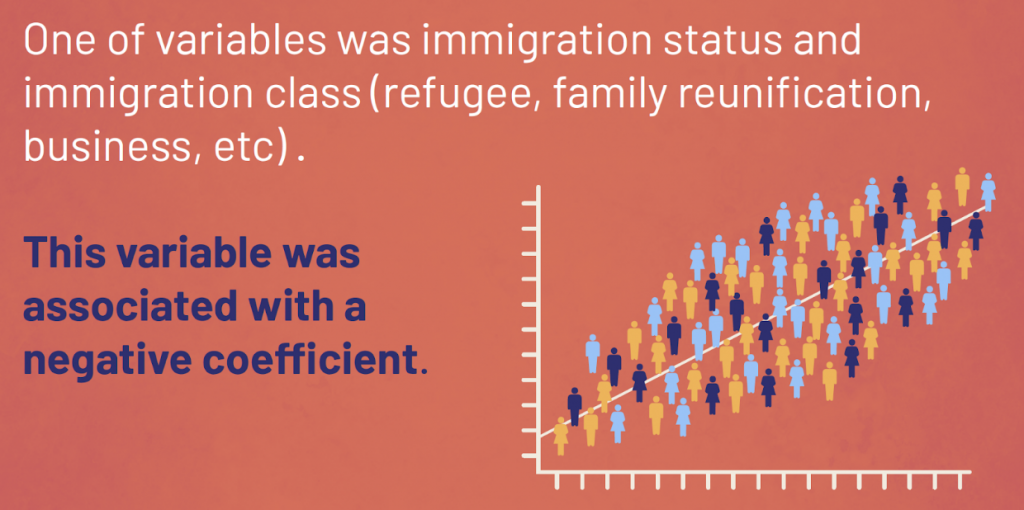 One of variables was immigration status and
immigration class (refugee, family reunification,
business, etc) .
This variable was
associated with a
negative coefficient.